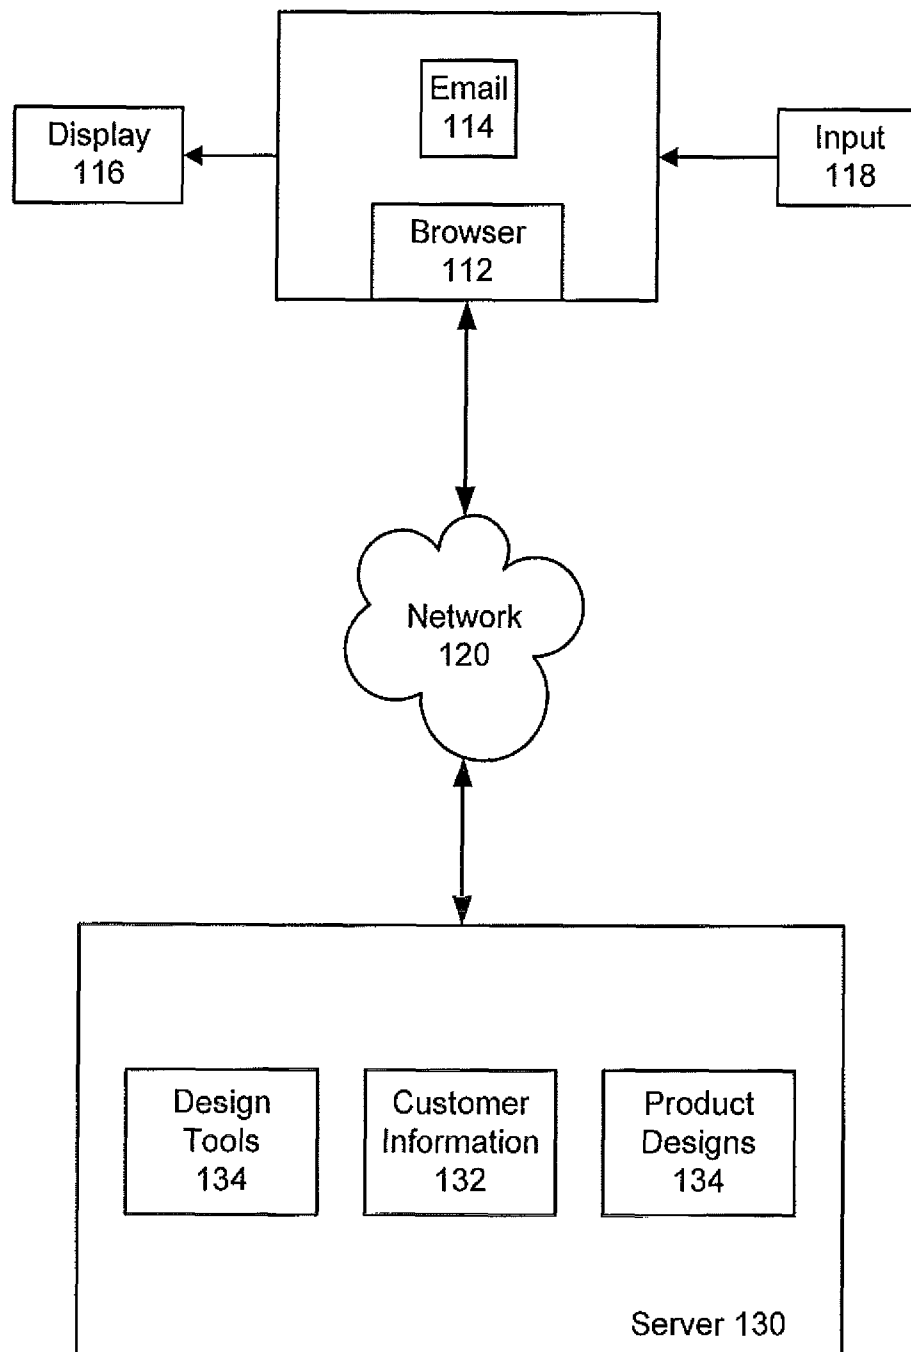 Email
114
Display
116
Input
118
Browser
112
Network
120
Design
Tools
134
Customer
Information
132
Product
Designs
134
Server 130